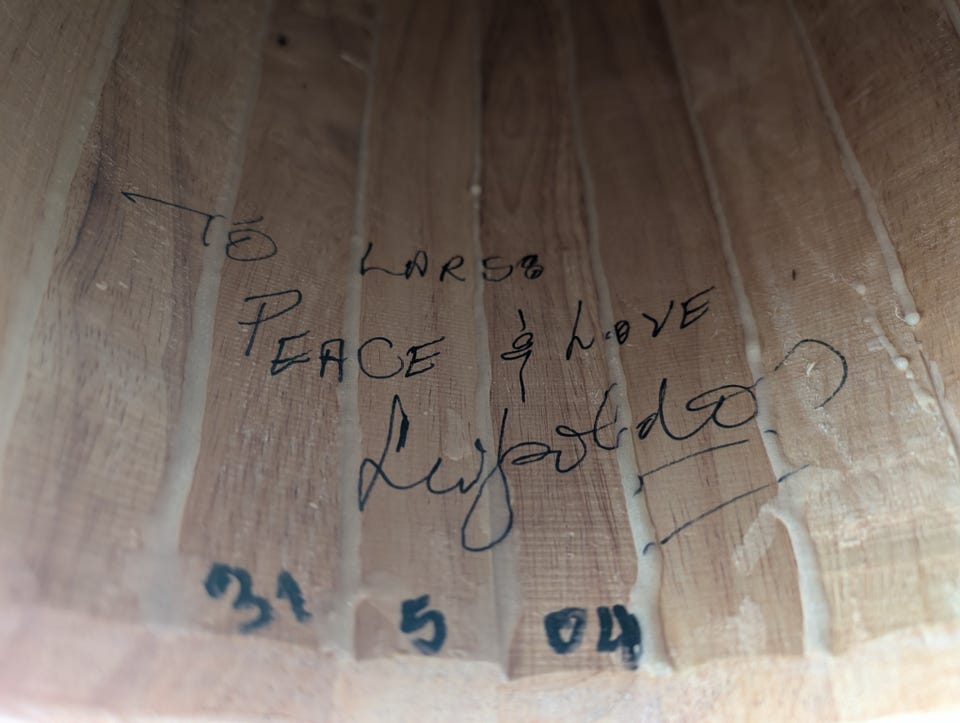 TO LARS:
PEACE & LOVE
Leopoldo
31 5 04